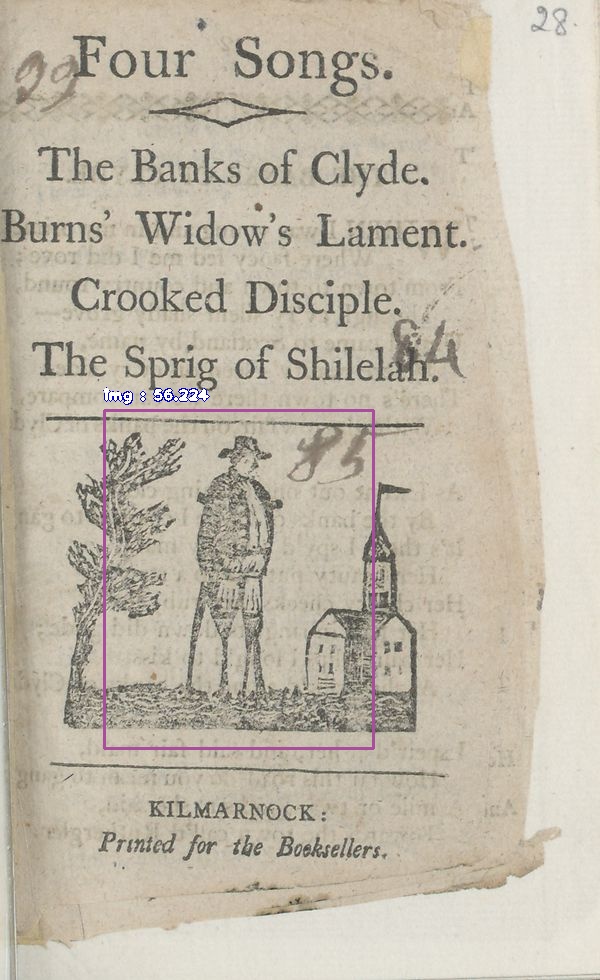 28.
99
Four Songs.
The Banks of Clyde.
Burns' Widow's Lament.
Crooked Disciple.
84
The Sprig of Shilelah.
img : 56.224
85
KILMARNOCK:
Printed for the Booksellers.